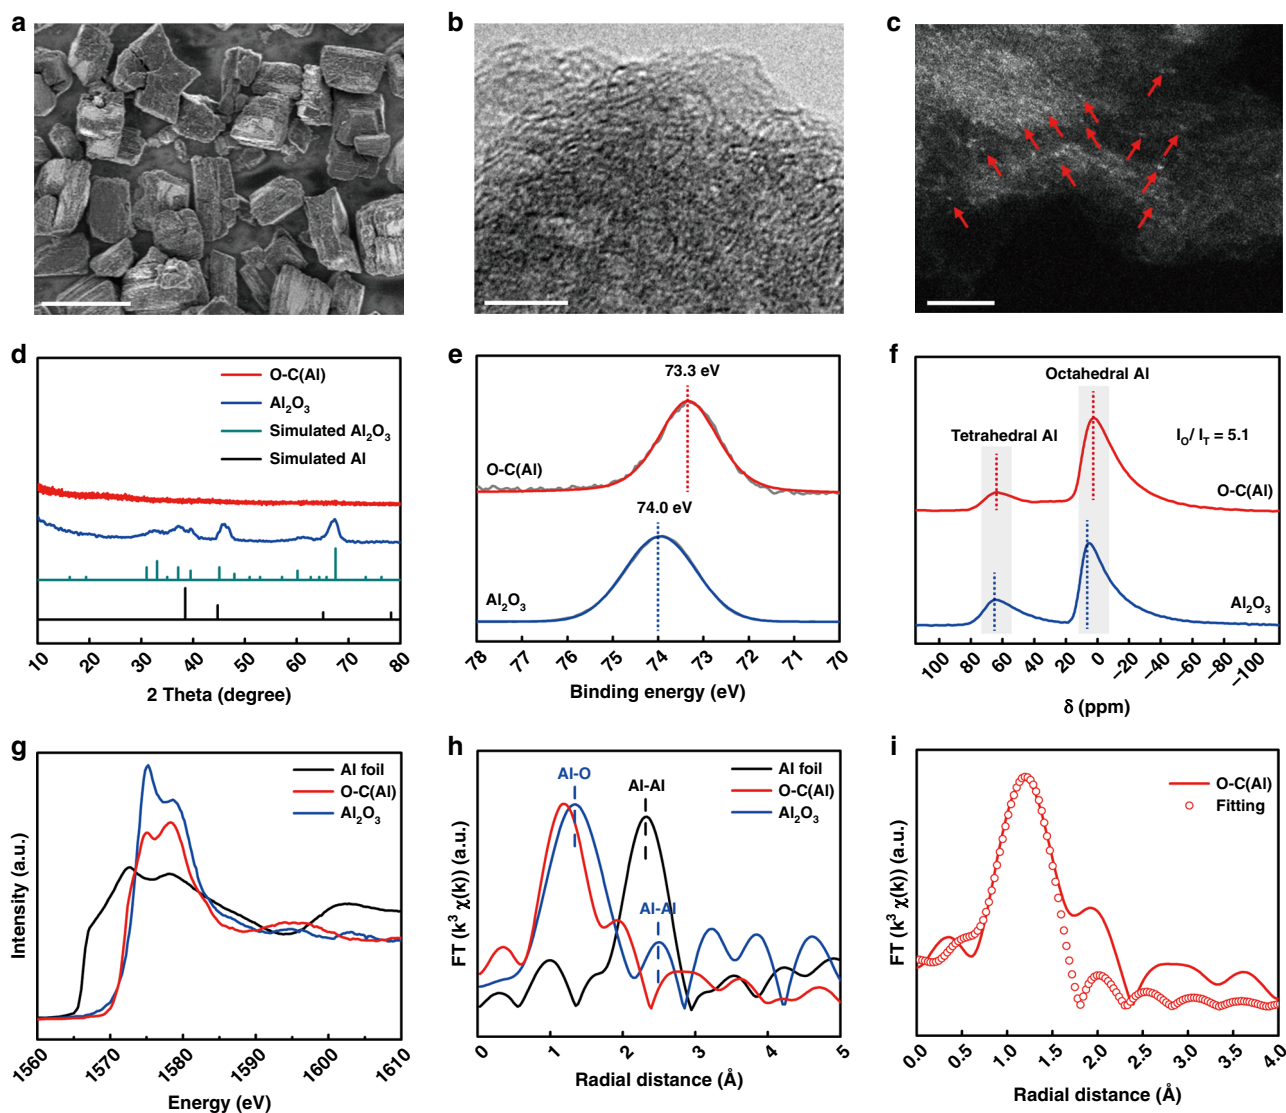 a
b
c
d
O-C(Al)
Al₂O₃
Simulated Al₂O₃
Simulated Al
10 20 30 40 50 60 70 80
2 Theta (degree)
e
73.3 eV
O-C(Al)
74.0 eV
Al₂O₃
78 77 76 75 74 73 72 71 70
Binding energy (eV)
f
Octahedral Al
Tetrahedral Al
I_O/ I_T = 5.1
O-C(Al)
Al₂O₃
100 80 60 40 20 0 −20 −40 −60 −80 −100
δ (ppm)
g
Al foil
O-C(Al)
Al₂O₃
Intensity (a.u.)
1560 1570 1580 1590 1600 1610
Energy (eV)
h
Al-O
Al-Al
Al foil
O-C(Al)
Al₂O₃
Al-Al
FT (k³ χ(k)) (a.u.)
0 1 2 3 4 5
Radial distance (Å)
i
O-C(Al)
Fitting
FT (k³ χ(k)) (a.u.)
0.0 0.5 1.0 1.5 2.0 2.5 3.0 3.5 4.0
Radial distance (Å)